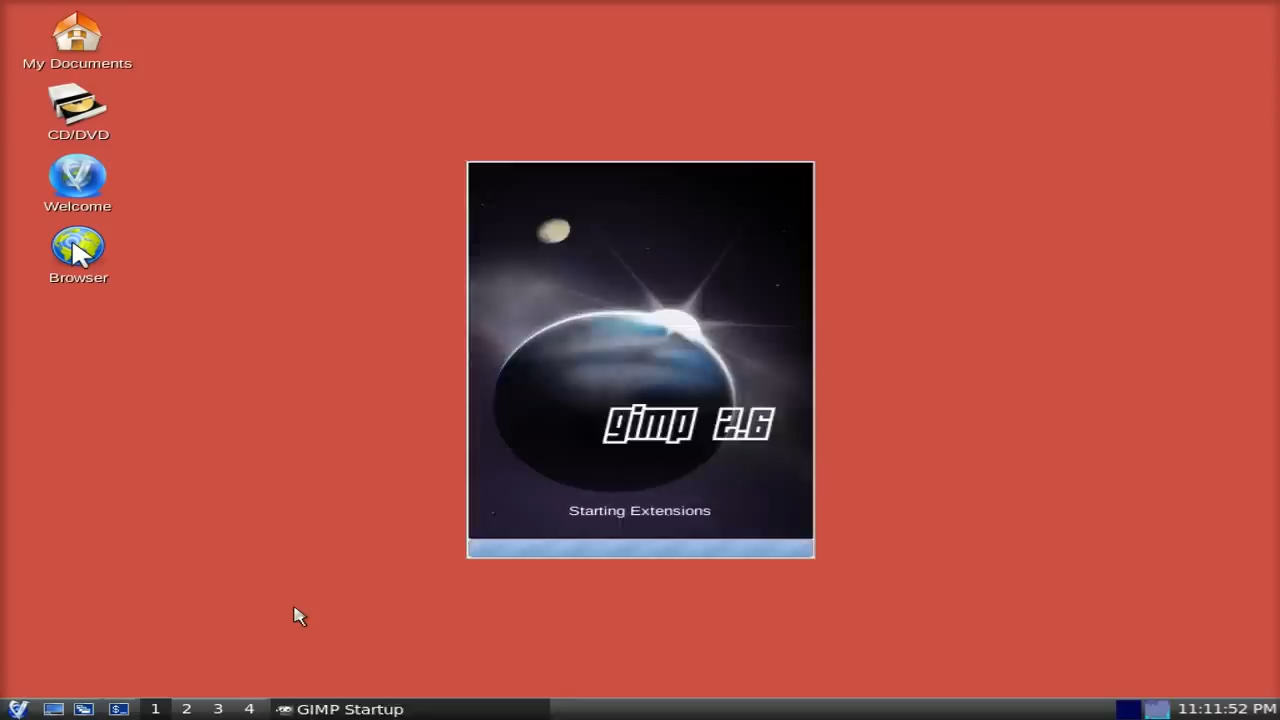 My Documents
CD/DVD
Welcome
Browser
gimp 2.6
Starting Extensions
1 2 3 4 GIMP Startup 11:11:52 PM